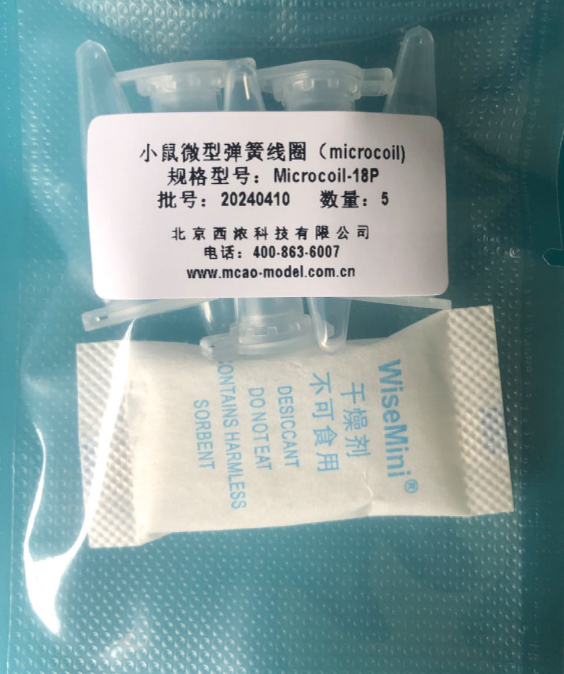 小鼠微型弹簧线圈（microcoil)
规格型号：Microcoil-18P
批号：20240410 数量：5
北京西浓科技有限公司
电话：400-863-6007
www.mcao-model.com.cn
WiseMini®
干燥剂
不可食用
DESICCANT
DO NOT EAT
CONTAINS HARMLESS
SORBENT